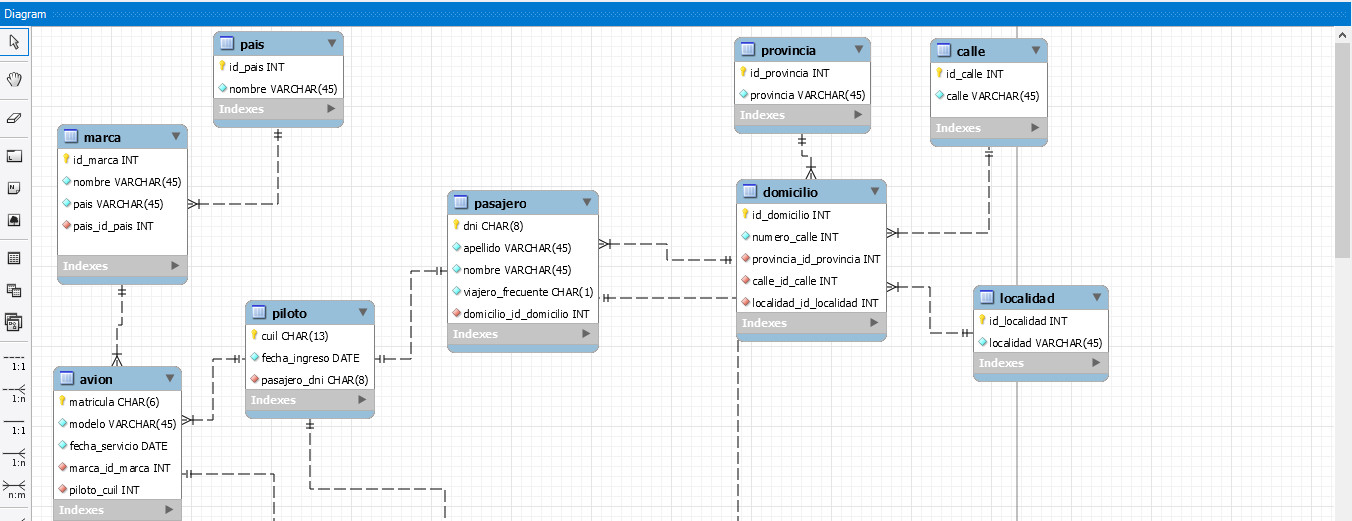 Diagram
pais
id_pais INT
nombre VARCHAR(45)
Indexes
provincia
id_provincia INT
provincia VARCHAR(45)
Indexes
calle
id_calle INT
calle VARCHAR(45)
Indexes
marca
id_marca INT
nombre VARCHAR(45)
pais VARCHAR(45)
pais_id_pais INT
Indexes
pasajero
dni CHAR(8)
apellido VARCHAR(45)
nombre VARCHAR(45)
viajero_frecuente CHAR(1)
domicilio_id_domicilio INT
Indexes
domicilio
id_domicilio INT
numero_calle INT
provincia_id_provincia INT
calle_id_calle INT
localidad_id_localidad INT
Indexes
localidad
id_localidad INT
localidad VARCHAR(45)
Indexes
piloto
cuil CHAR(13)
fecha_ingreso DATE
pasajero_dni CHAR(8)
Indexes
avion
matricula CHAR(6)
modelo VARCHAR(45)
fecha_servicio DATE
marca_id_marca INT
piloto_cuil INT
Indexes
1:1
1:n
1:1
1:n
n:m